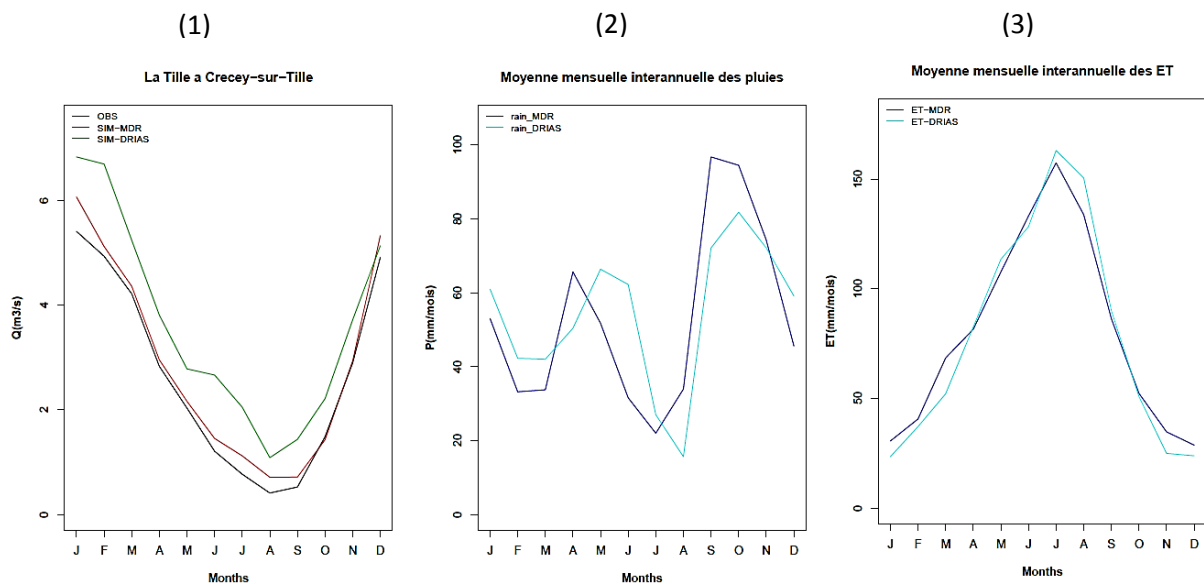 (1)
La Tille a Crecey-sur-Tille
OBS
SIM-MDR
SIM-DRIAS
Q(m3/s)
6
4
2
0
J F M A M J J A S O N D
Months
(2)
Moyenne mensuelle interannuelle des pluies
rain_MDR
rain_DRIAS
P(mm/mois)
100
80
60
40
20
0
J F M A M J J A S O N D
Months
(3)
Moyenne mensuelle interannuelle des ET
ET-MDR
ET-DRIAS
ET(mm/mois)
150
100
50
0
J F M A M J J A S O N D
Months